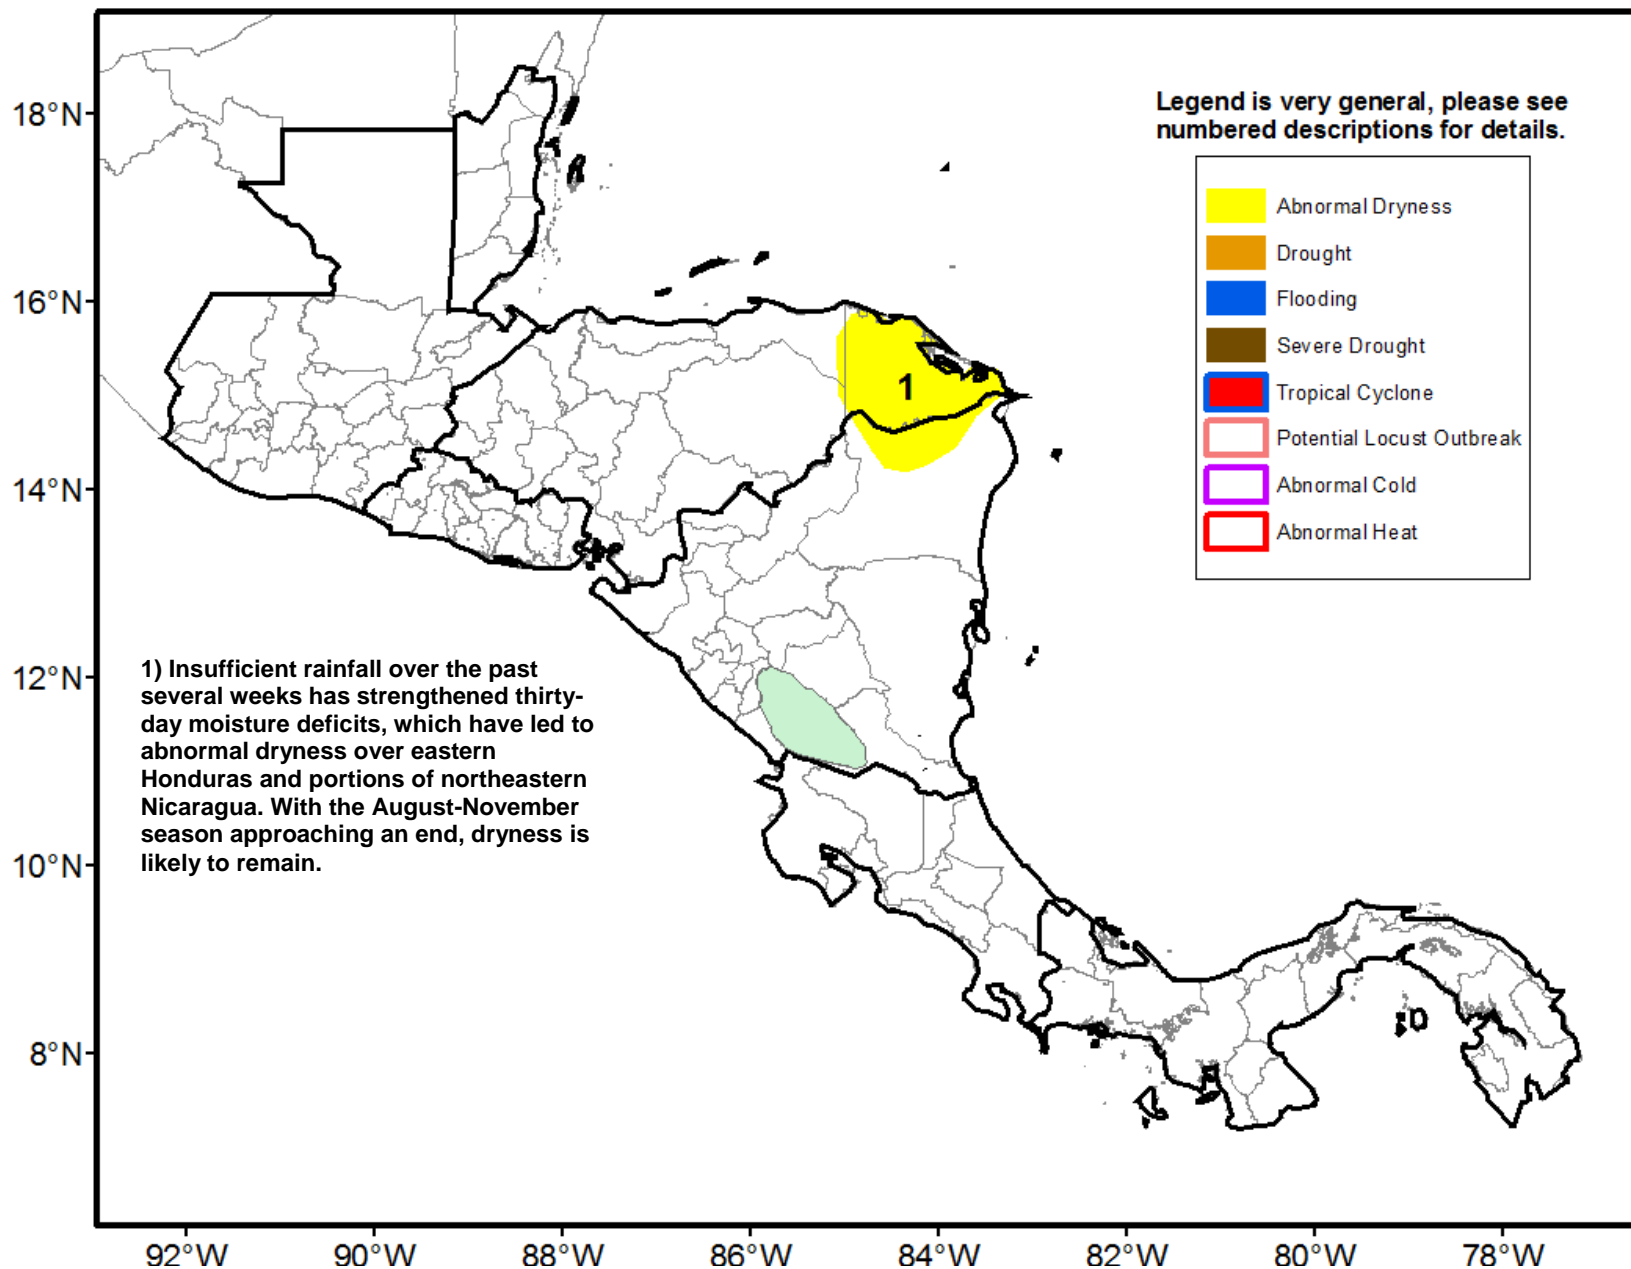 Legend is very general, please see
numbered descriptions for details.
18°N
16°N
14°N
12°N
10°N
8°N
Abnormal Dryness
Drought
Flooding
Severe Drought
Tropical Cyclone
Potential Locust Outbreak
Abnormal Cold
Abnormal Heat
1
1) Insufficient rainfall over the past
several weeks has strengthened thirty-
day moisture deficits, which have led to
abnormal dryness over eastern
Honduras and portions of northeastern
Nicaragua. With the August-November
season approaching an end, dryness is
likely to remain.
92°W 90°W 88°W 86°W 84°W 82°W 80°W 78°W